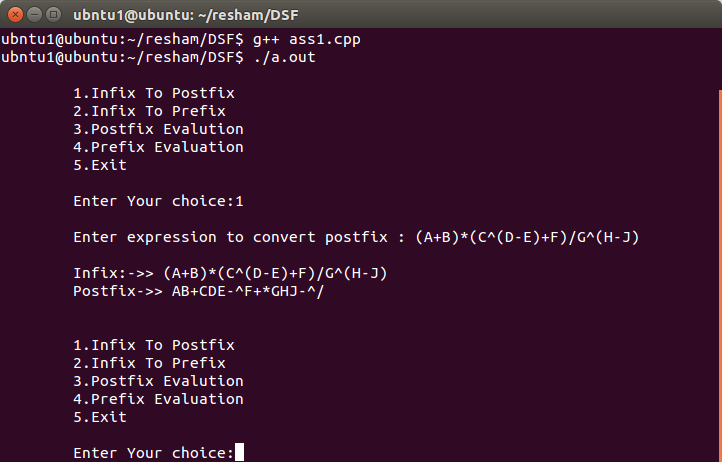 ubntu1@ubuntu: ~/resham/DSF
ubntu1@ubuntu:~/resham/DSF$ g++ ass1.cpp
ubntu1@ubuntu:~/resham/DSF$ ./a.out
1.Infix To Postfix
2.Infix To Prefix
3.Postfix Evalution
4.Prefix Evaluation
5.Exit
Enter Your choice:1
Enter expression to convert postfix : (A+B)*(C^(D-E)+F)/G^(H-J)
Infix:->> (A+B)*(C^(D-E)+F)/G^(H-J)
Postfix->> AB+CDE-^F+*GHJ-^/
1.Infix To Postfix
2.Infix To Prefix
3.Postfix Evalution
4.Prefix Evaluation
5.Exit
Enter Your choice: